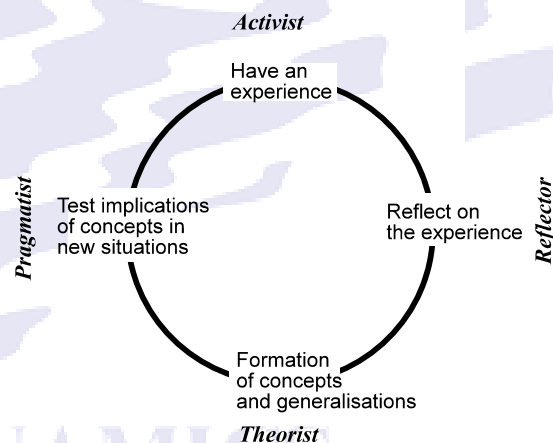 Activist
Have an
experience
Pragmatist
Test implications
of concepts in
new situations
Reflect on
the experience
Reflector
Formation
of concepts
and generalisations
Theorist